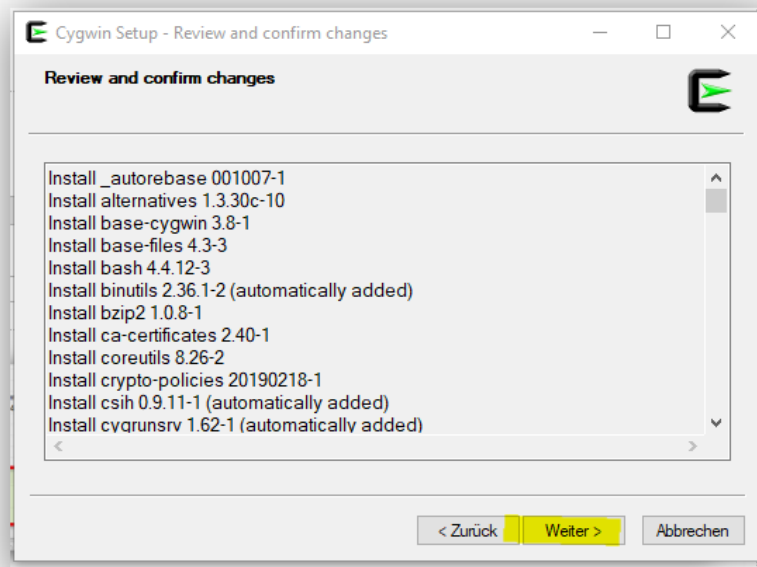 Cygwin Setup - Review and confirm changes
Review and confirm changes
Install _autorebase 001007-1
Install alternatives 1.3.30c-10
Install base-cygwin 3.8-1
Install base-files 4.3-3
Install bash 4.4.12-3
Install binutils 2.36.1-2 (automatically added)
Install bzip2 1.0.8-1
Install ca-certificates 2.40-1
Install coreutils 8.26-2
Install crypto-policies 20190218-1
Install csih 0.9.11-1 (automatically added)
Install cygrunsrv 1.62-1 (automatically added)
< Zurück Weiter > Abbrechen